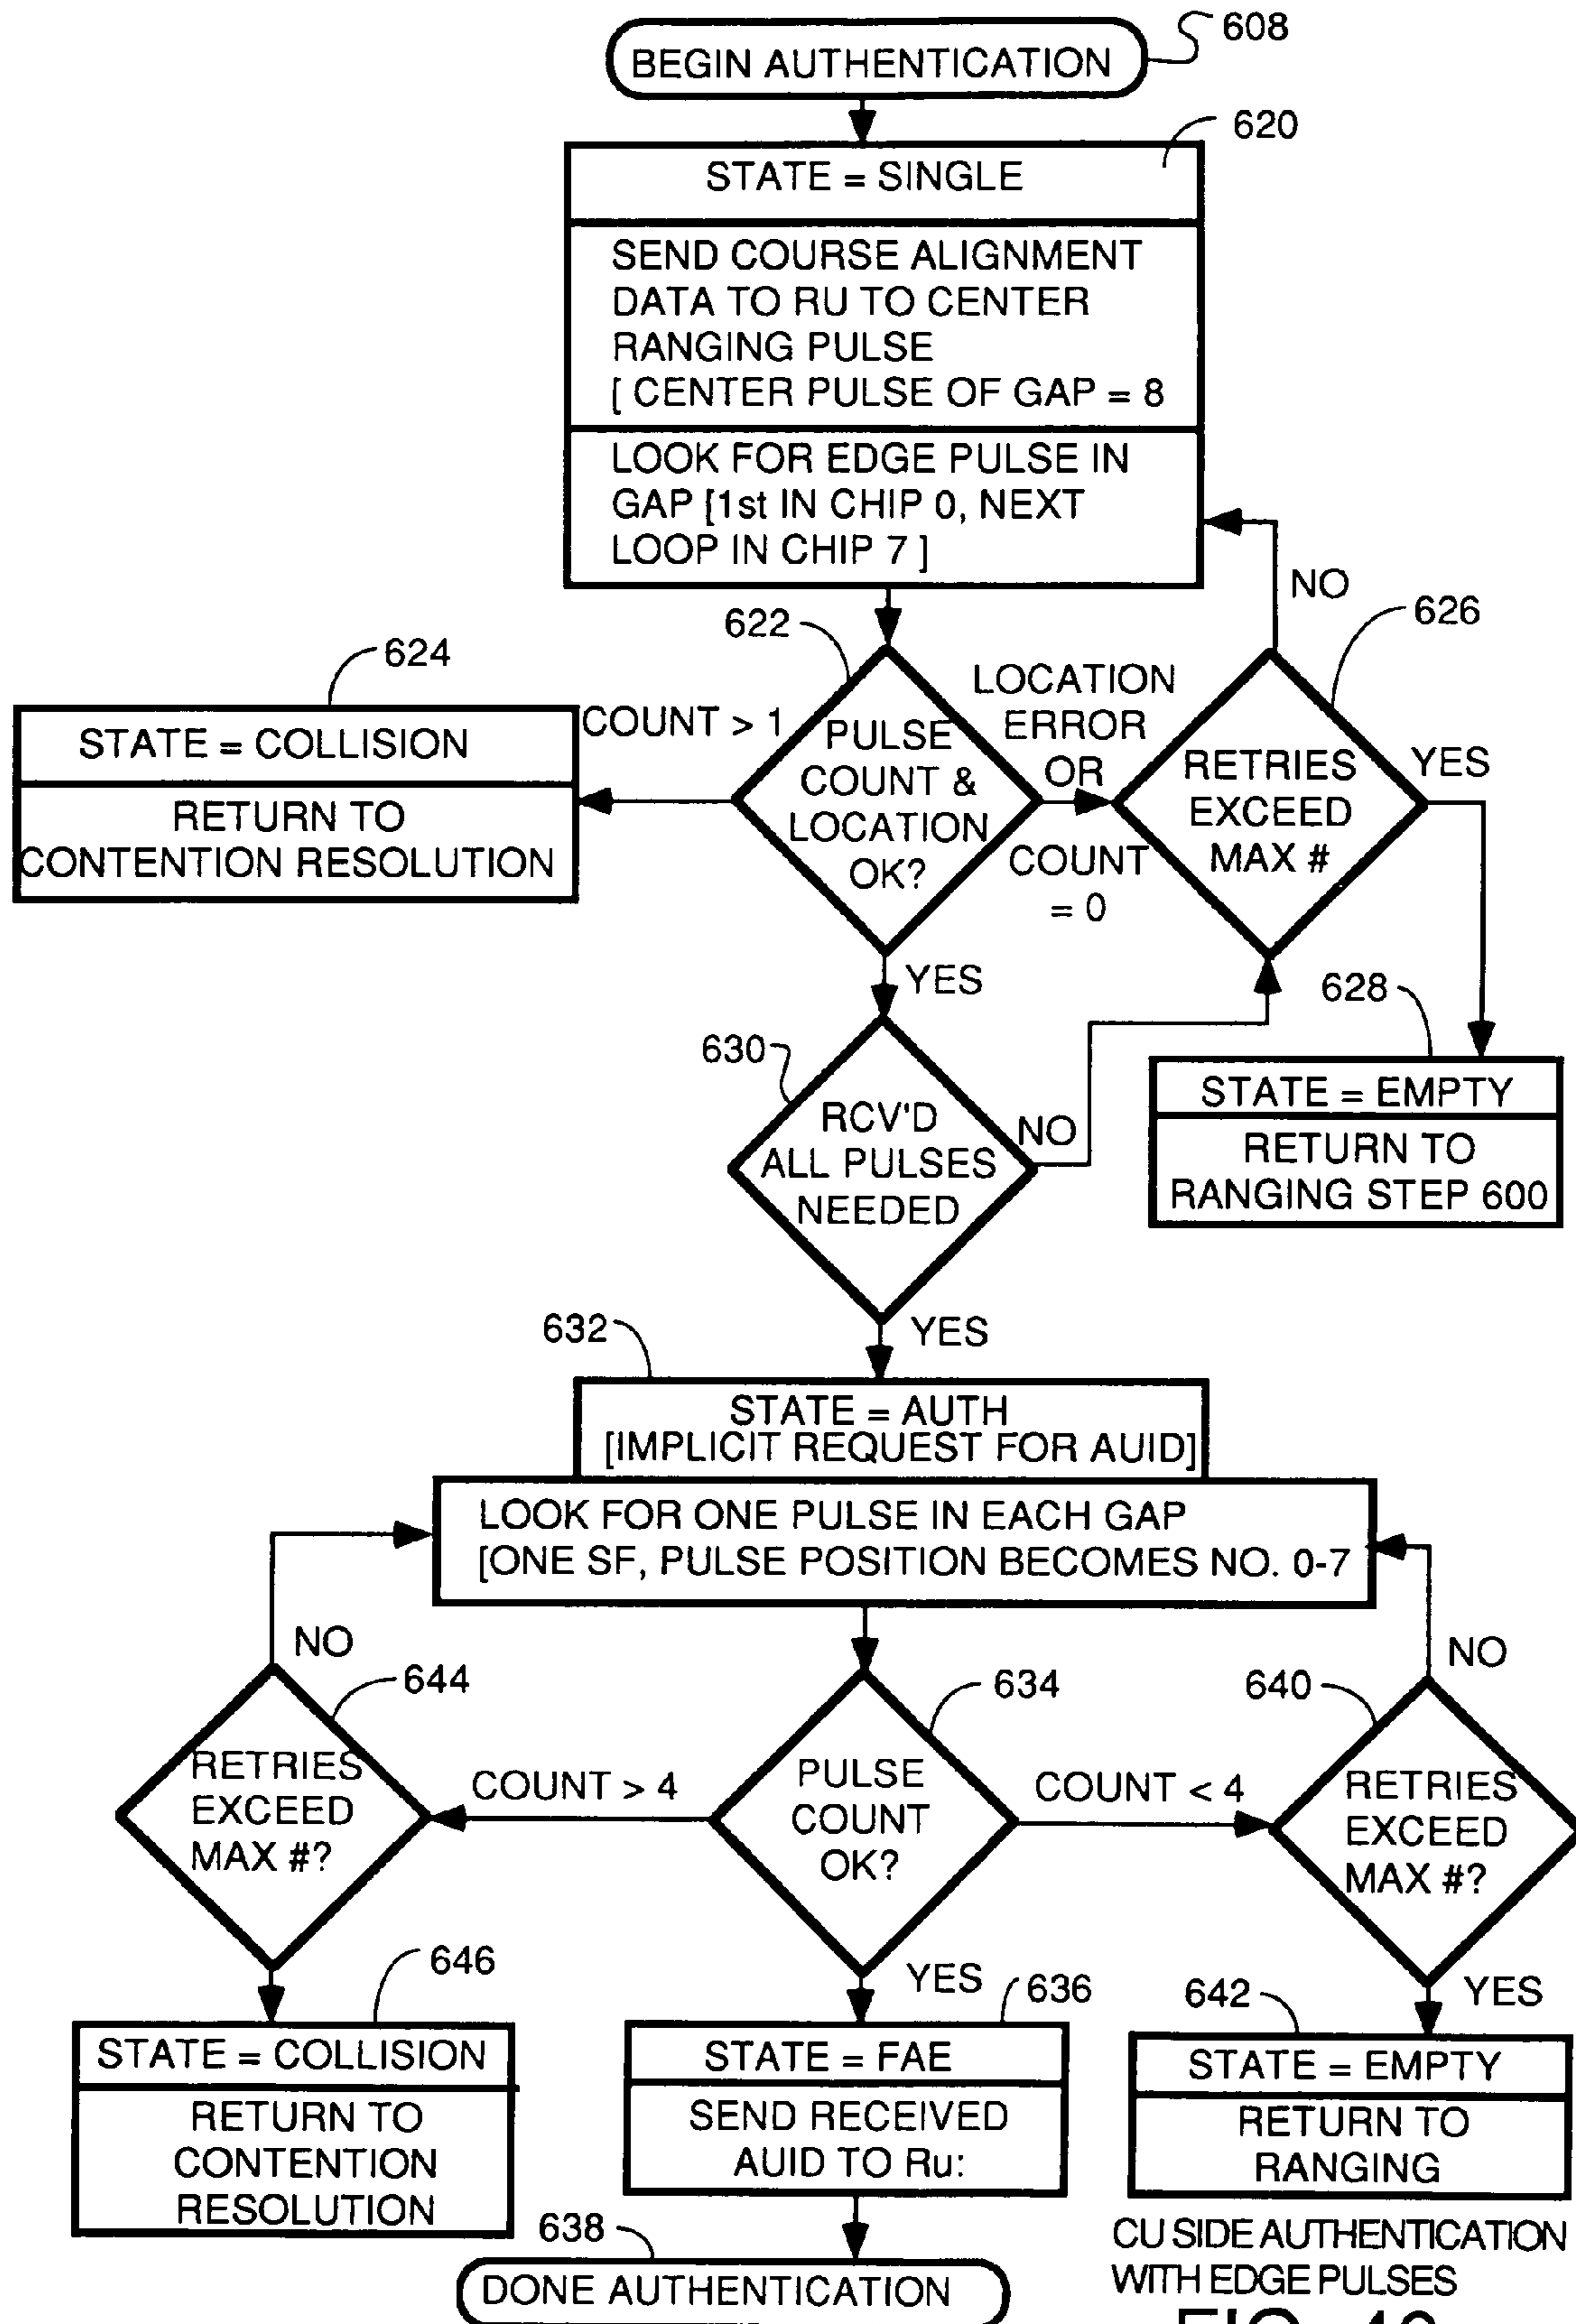 608
BEGIN AUTHENTICATION
620
STATE = SINGLE
SEND COURSE ALIGNMENT
DATA TO RU TO CENTER
RANGING PULSE
[ CENTER PULSE OF GAP = 8
LOOK FOR EDGE PULSE IN
GAP [1st IN CHIP 0, NEXT
LOOP IN CHIP 7 ]
NO
622
626
624
LOCATION
ERROR
OR
COUNT
= 0
COUNT > 1
STATE = COLLISION
RETURN TO
CONTENTION RESOLUTION
PULSE
COUNT &
LOCATION
OK?
RETRIES
EXCEED
MAX #
YES
YES
628
630
STATE = EMPTY
RETURN TO
RANGING STEP 600
RCV'D
ALL PULSES
NEEDED
NO
YES
632
STATE = AUTH
[IMPLICIT REQUEST FOR AUID]
LOOK FOR ONE PULSE IN EACH GAP
[ONE SF, PULSE POSITION BECOMES NO. 0-7
NO
NO
644
634
640
RETRIES
EXCEED
MAX #?
COUNT > 4
PULSE
COUNT
OK?
COUNT < 4
RETRIES
EXCEED
MAX #?
646
YES
636
642
YES
STATE = COLLISION
RETURN TO
CONTENTION
RESOLUTION
STATE = FAE
SEND RECEIVED
AUID TO Ru:
STATE = EMPTY
RETURN TO
RANGING
638
DONE AUTHENTICATION
CU SIDE AUTHENTICATION
WITH EDGE PULSES